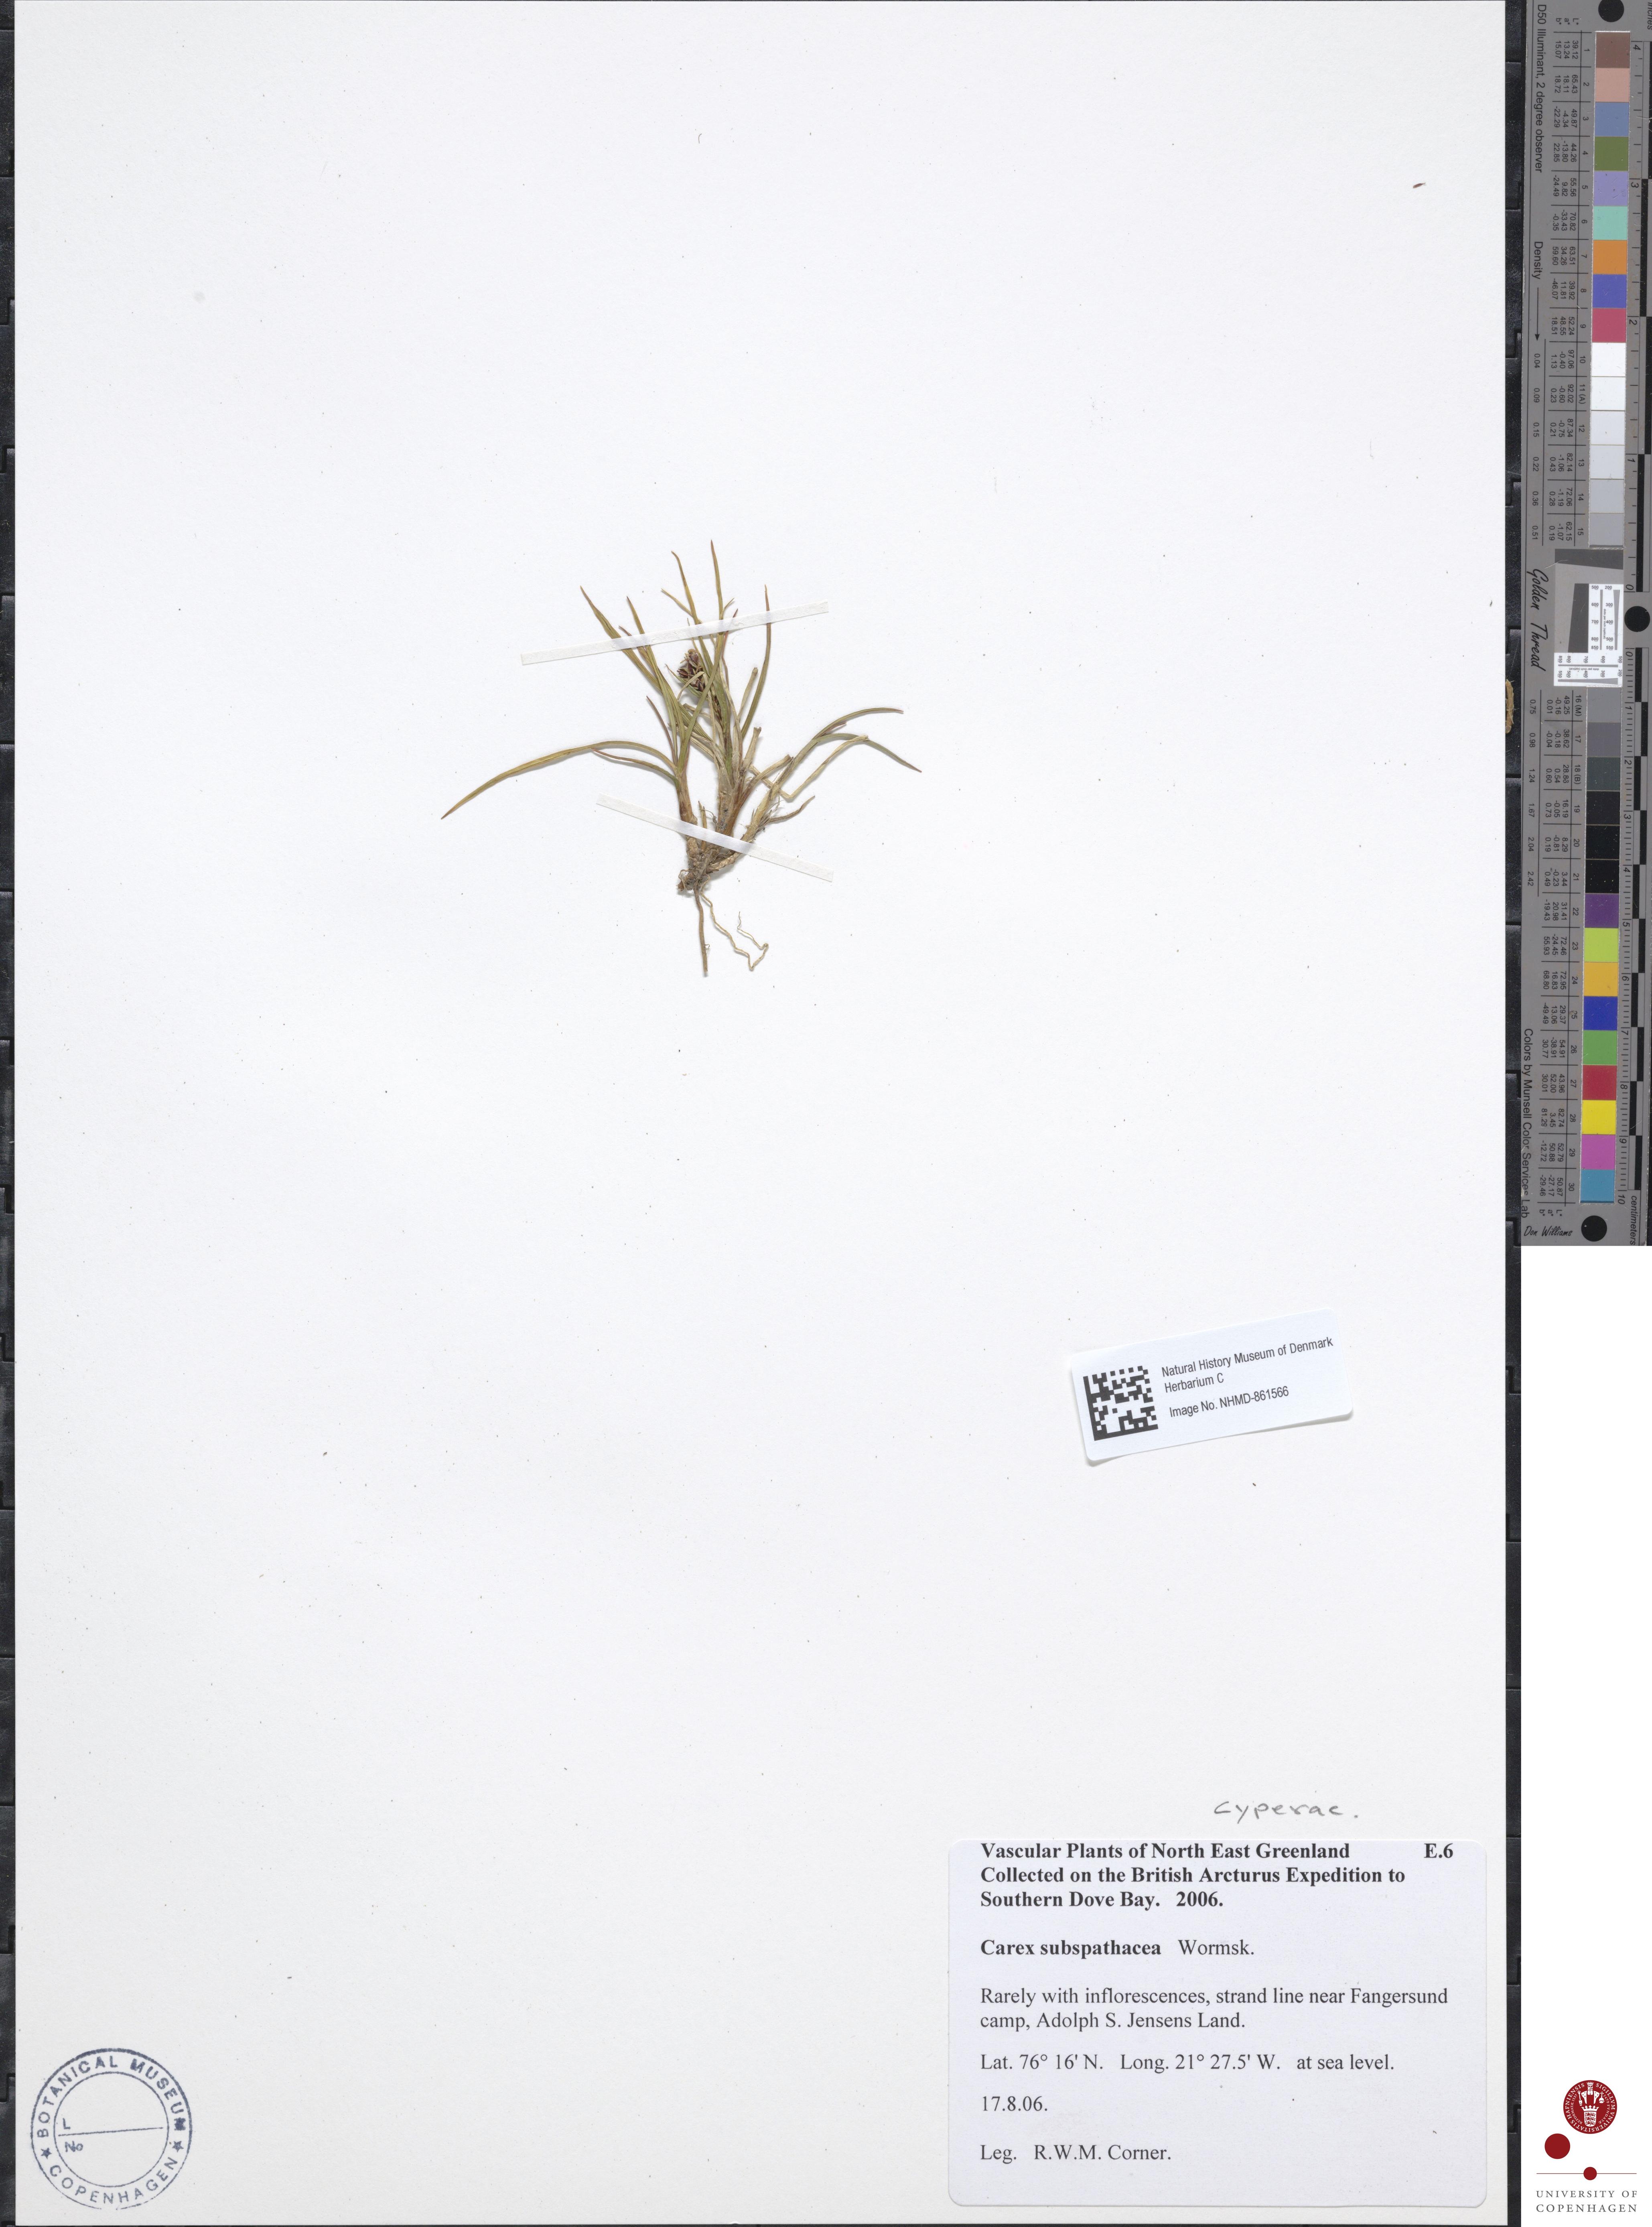 Natural History Museum of Denmark
Herbarium C
Image No. NHMD-861566
cyperac.
Vascular Plants of North East Greenland E.6
Collected on the British Arcturus Expedition to
Southern Dove Bay. 2006.
Carex subspathacea Wormsk.
Rarely with inflorescences, strand line near Fangersund
camp, Adolph S. Jensens Land.
Lat. 76° 16' N. Long. 21° 27.5' W. at sea level.
17.8.06.
Leg. R.W.M. Corner.
BOTANICAL MUSEUM
L
No
COPENHAGEN
D50 Illuminant, 2 degree observer
Density
Golden Thread
Colors by Munsell Color Services Lab
Don Williams
inches
centimeters
UNIVERSITY OF
COPENHAGEN